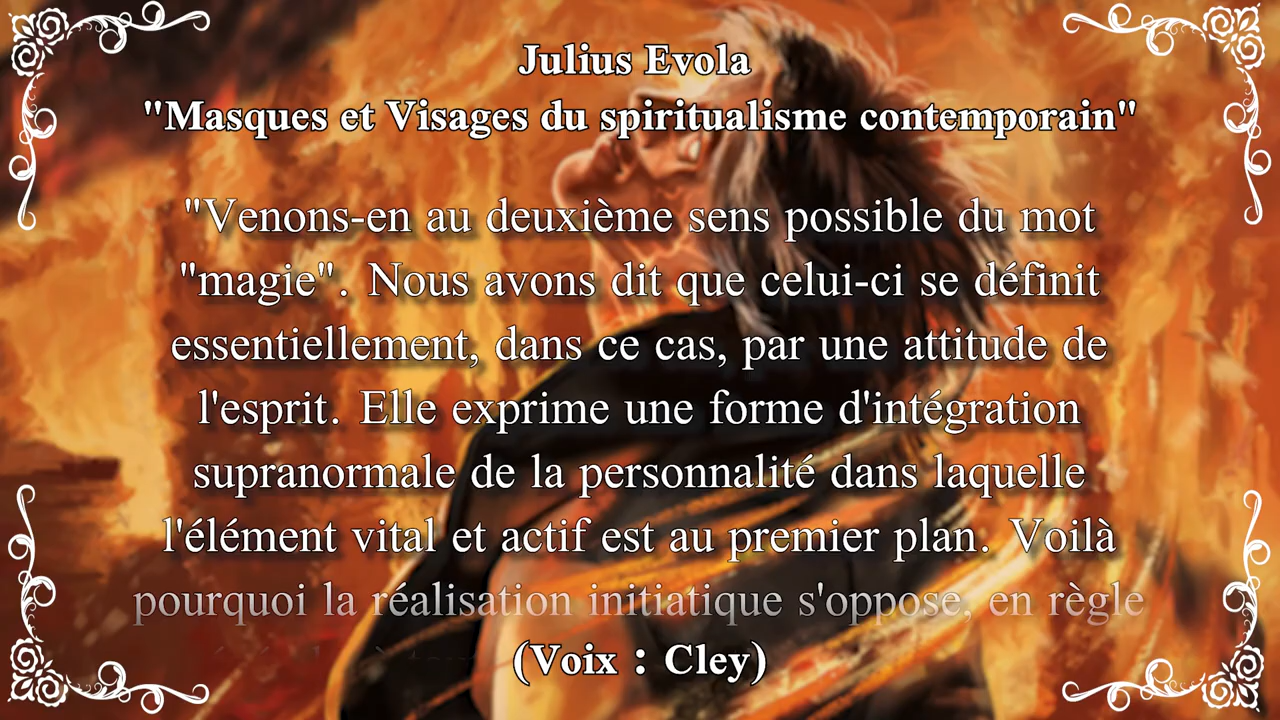 Julius Evola
"Masques et Visages du spiritualisme contemporain"
"Venons-en au deuxième sens possible du mot
"magie". Nous avons dit que celui-ci se définit
essentiellement, dans ce cas, par une attitude de
l'esprit. Elle exprime une forme d'intégration
supranormale de la personnalité dans laquelle
l'élément vital et actif est au premier plan. Voilà
pourquoi la réalisation initiatique s'oppose, en règle
(Voix : Cley)